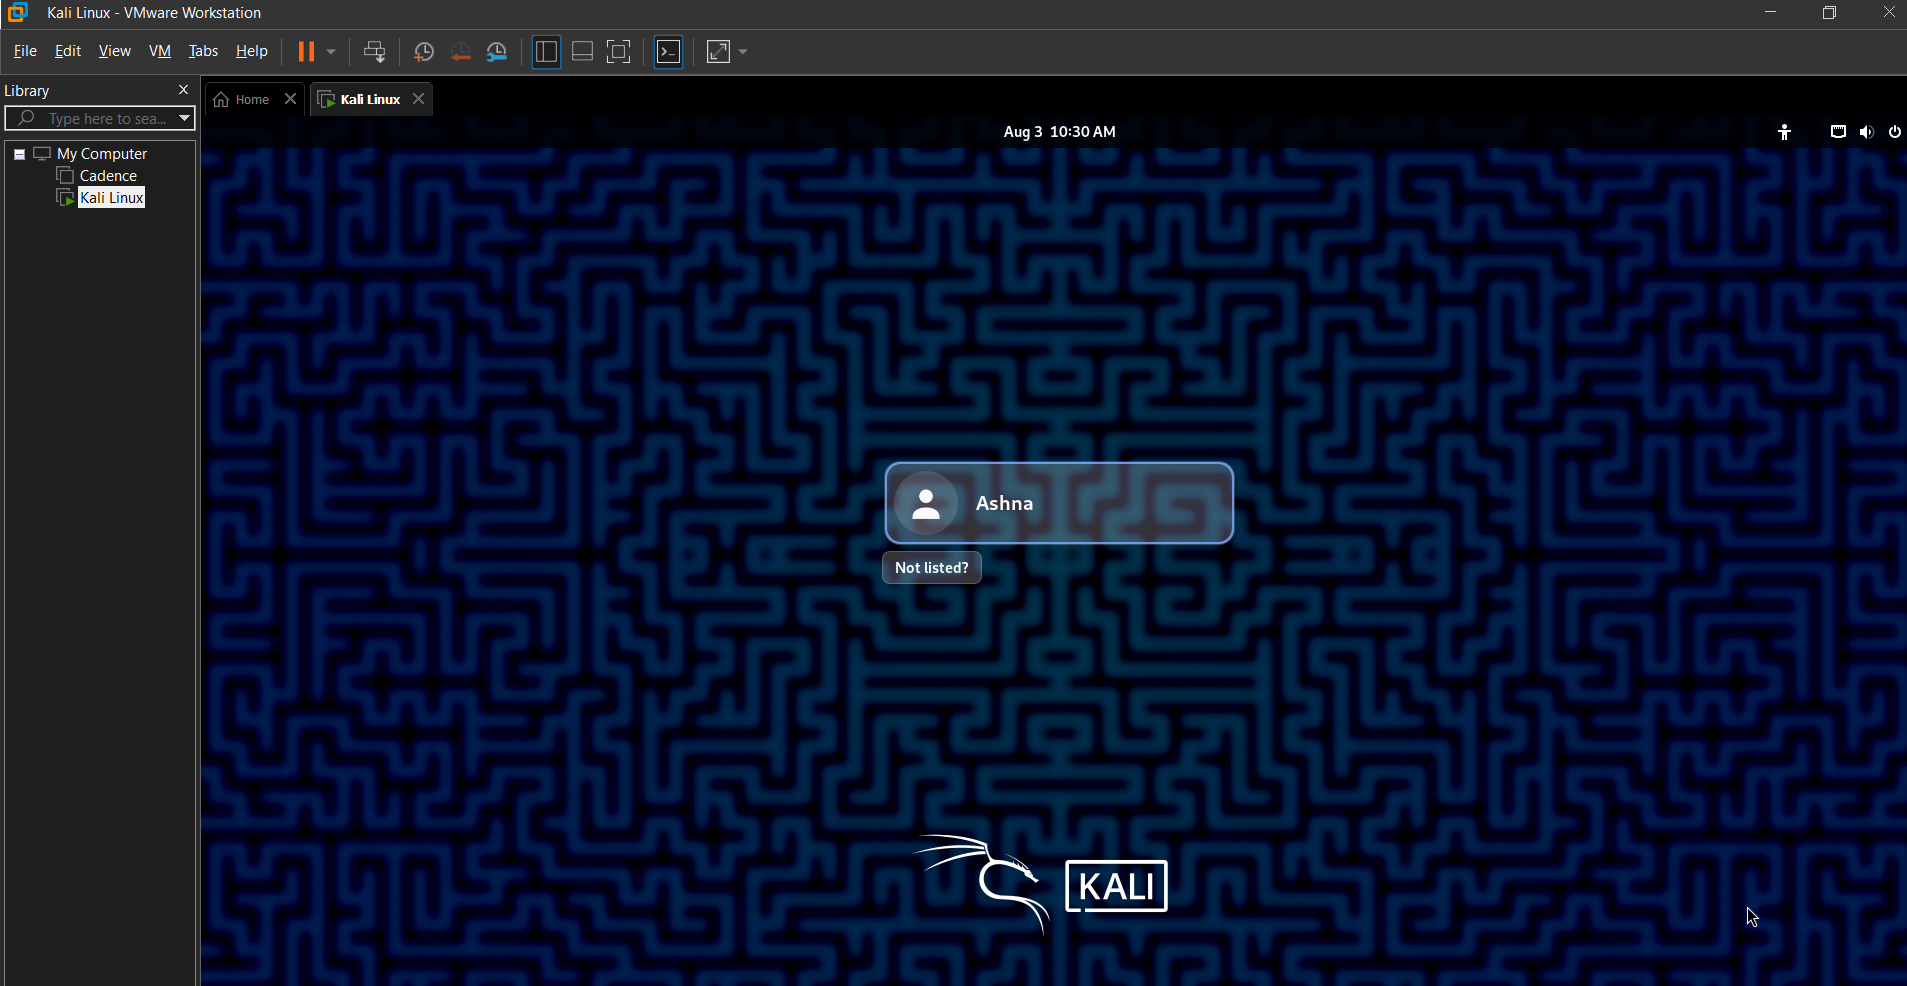 Kali Linux - VMware Workstation
File Edit View VM Tabs Help
Library
Type here to sea...
My Computer
Cadence
Kali Linux
Home
Kali Linux
Aug 3 10:30 AM
Ashna
Not listed?
KALI